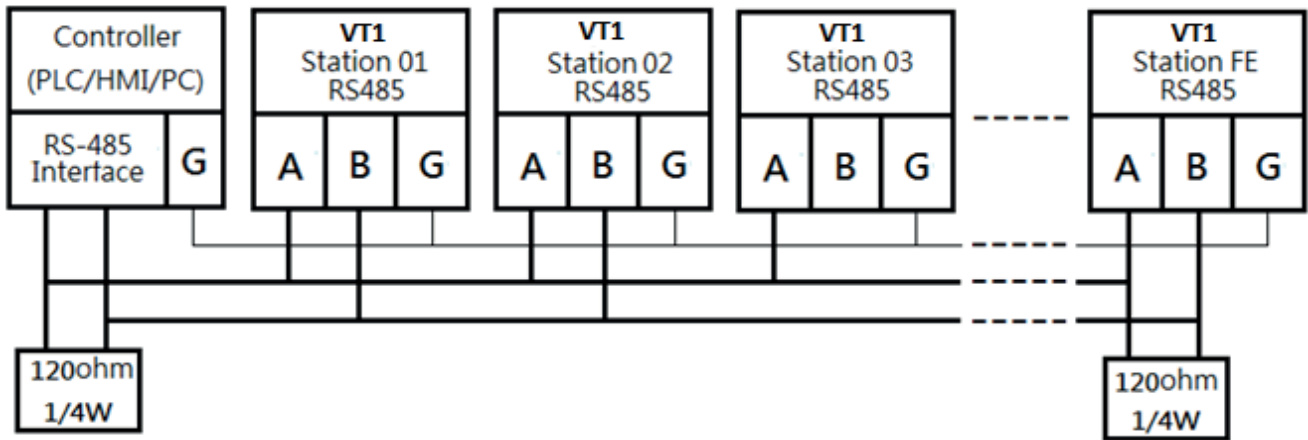 Controller
(PLC/HMI/PC)
RS-485
Interface
G
VT1
Station 01
RS485
A B G
VT1
Station 02
RS485
A B G
VT1
Station 03
RS485
A B G
VT1
Station FE
RS485
A B G
120ohm
1/4W
120ohm
1/4W